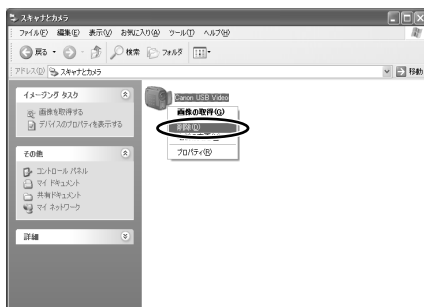 スキャナとカメラ
ファイル(F) 編集(E) 表示(V) お気に入り(A) ツール(T) ヘルプ(H)
戻る 検索 フォルダ
アドレス(D) スキャナとカメラ 移動
イメージング タスク
画像を取得する
デバイスのプロパティを表示する
その他
コントロール パネル
マイ ドキュメント
共有ドキュメント
マイ ネットワーク
詳細
Canon USB Video
画像の取得(G)
削除(D)
プロパティ(R)